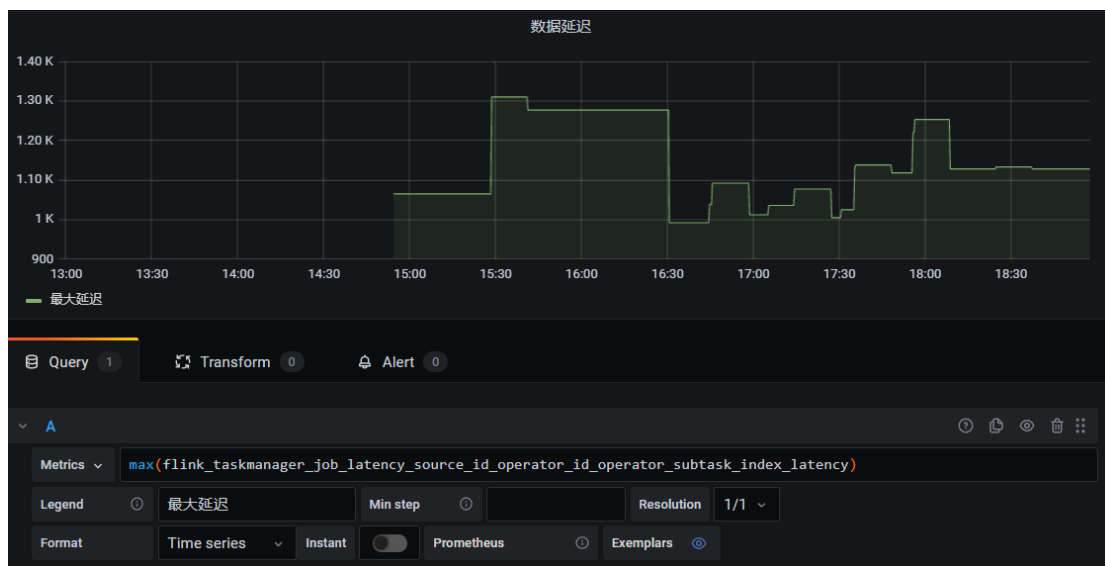 数据延迟
1.40 K
1.30 K
1.20 K
1.10 K
1 K
900
13:00 13:30 14:00 14:30 15:00 15:30 16:00 16:30 17:00 17:30 18:00 18:30
最大延迟
Query 1 Transform 0 Alert 0
A
Metrics max(flink_taskmanager_job_latency_source_id_operator_id_operator_subtask_index_latency)
Legend 最大延迟 Min step Resolution 1/1
Format Time series Instant Prometheus Exemplars